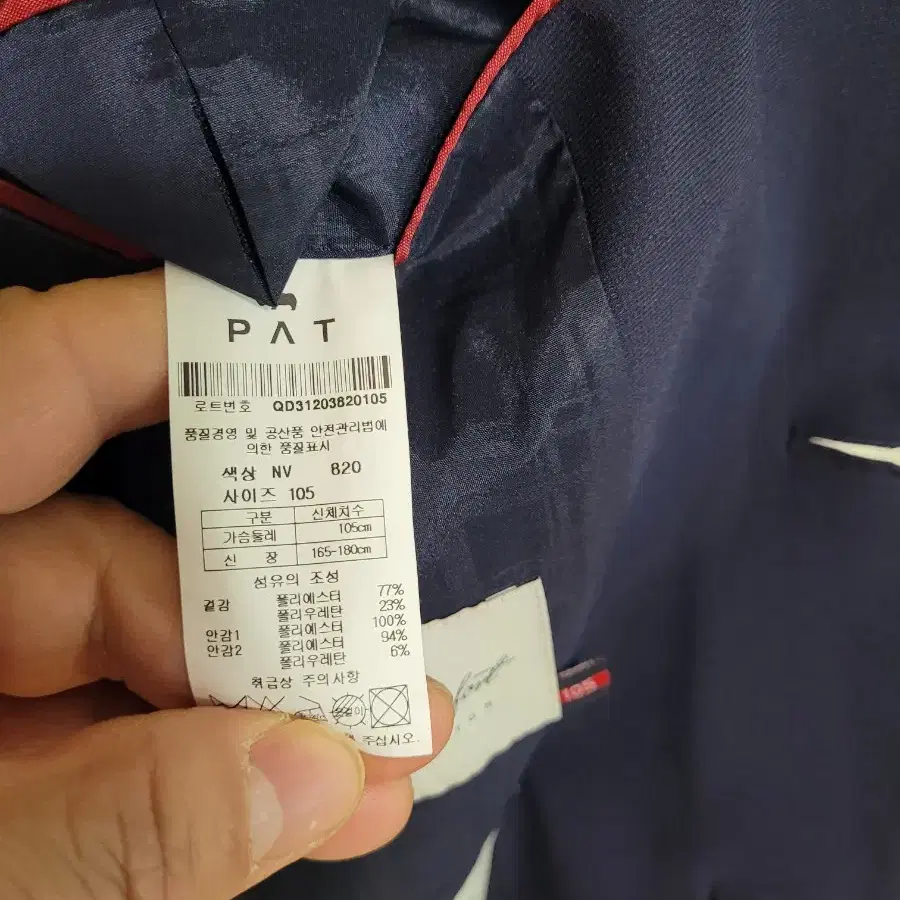 PΛT
로트번호 QD31203820105
품질경영 및 공산품 안전관리법에
의한 품질표시
색상 NV 820
사이즈 105
구분 신체치수
가슴둘레 105cm
신 장 165-180cm
섬유의 조성
겉감 폴리에스터 77%
폴리우레탄 23%
안감1 폴리에스터 100%
안감2 폴리에스터 94%
폴리우레탄 6%
취급상 주의사항
주십시오.
105